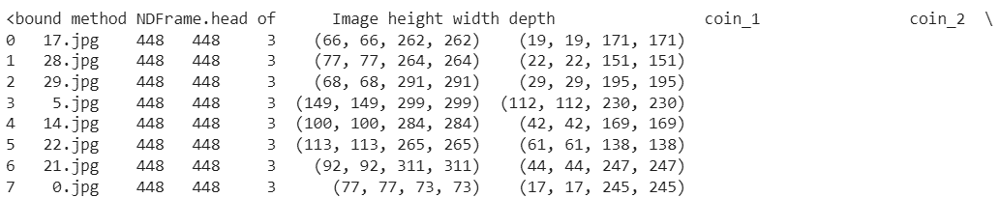 <bound method NDFrame.head of       Image height width depth                coin_1                coin_2  \
0   17.jpg    448   448     3    (66, 66, 262, 262)    (19, 19, 171, 171)
1   28.jpg    448   448     3    (77, 77, 264, 264)    (22, 22, 151, 151)
2   29.jpg    448   448     3    (68, 68, 291, 291)    (29, 29, 195, 195)
3    5.jpg    448   448     3  (149, 149, 299, 299)  (112, 112, 230, 230)
4   14.jpg    448   448     3  (100, 100, 284, 284)    (42, 42, 169, 169)
5   22.jpg    448   448     3  (113, 113, 265, 265)    (61, 61, 138, 138)
6   21.jpg    448   448     3    (92, 92, 311, 311)    (44, 44, 247, 247)
7    0.jpg    448   448     3      (77, 77, 73, 73)    (17, 17, 245, 245)